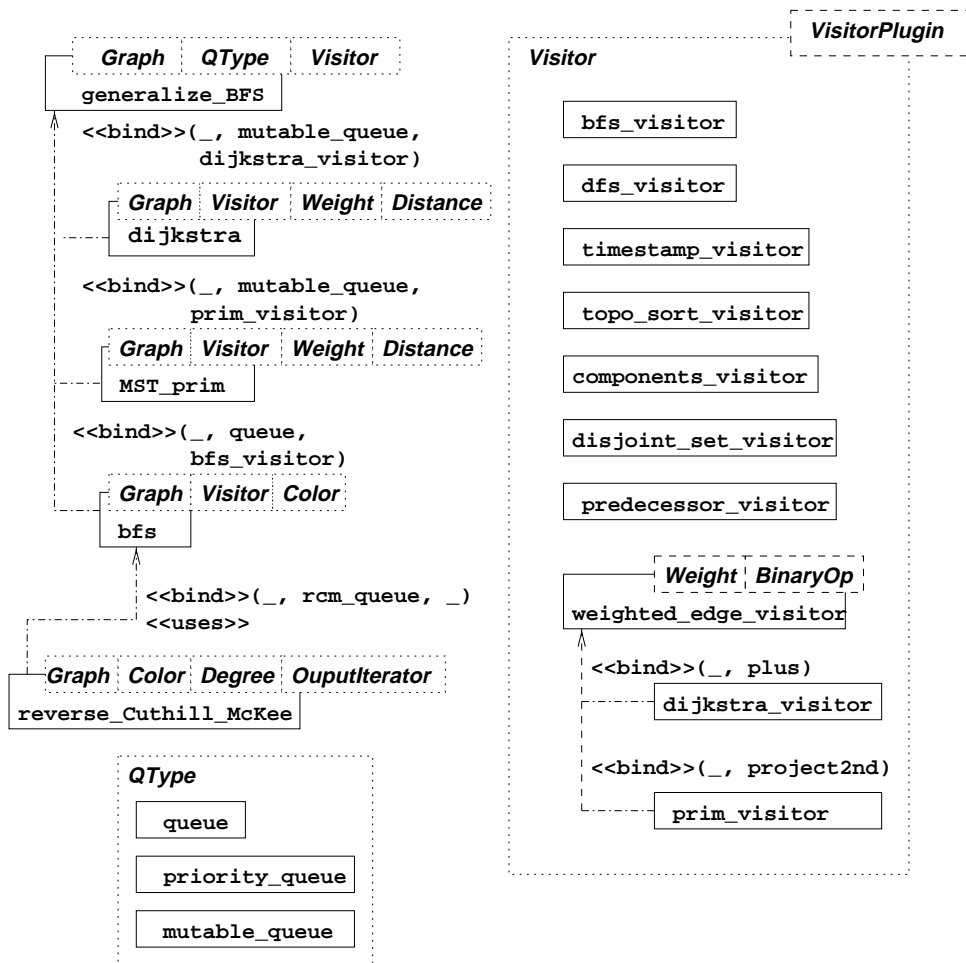 Graph QType Visitor
generalize_BFS
<<bind>>(_, mutable_queue,
dijkstra_visitor)
Graph Visitor Weight Distance
dijkstra
<<bind>>(_, mutable_queue,
prim_visitor)
Graph Visitor Weight Distance
MST_prim
<<bind>>(_, queue,
bfs_visitor)
Graph Visitor Color
bfs
<<bind>>(_, rcm_queue, _)
<<uses>>
Graph Color Degree OuputIterator
reverse_Cuthill_McKee
QType
queue
priority_queue
mutable_queue
VisitorPlugin
Visitor
bfs_visitor
dfs_visitor
timestamp_visitor
topo_sort_visitor
components_visitor
disjoint_set_visitor
predecessor_visitor
Weight BinaryOp
weighted_edge_visitor
<<bind>>(_, plus)
dijkstra_visitor
<<bind>>(_, project2nd)
prim_visitor